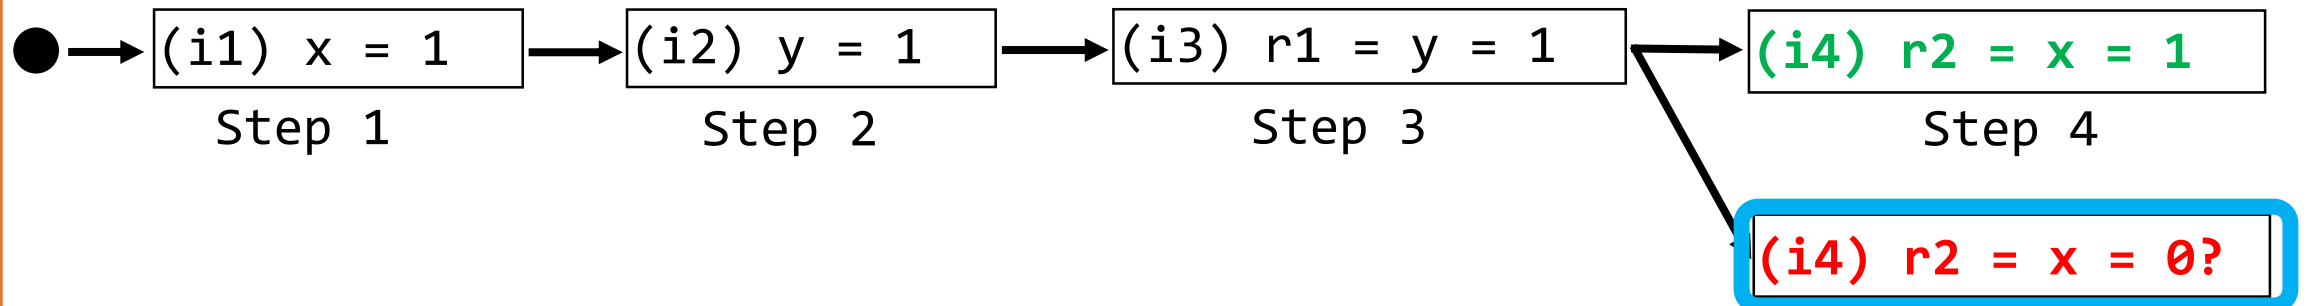 (i1) x = 1
(i2) y = 1
(i3) r1 = y = 1
(i4) r2 = x = 1
Step 1
Step 2
Step 3
Step 4
(i4) r2 = x = 0?